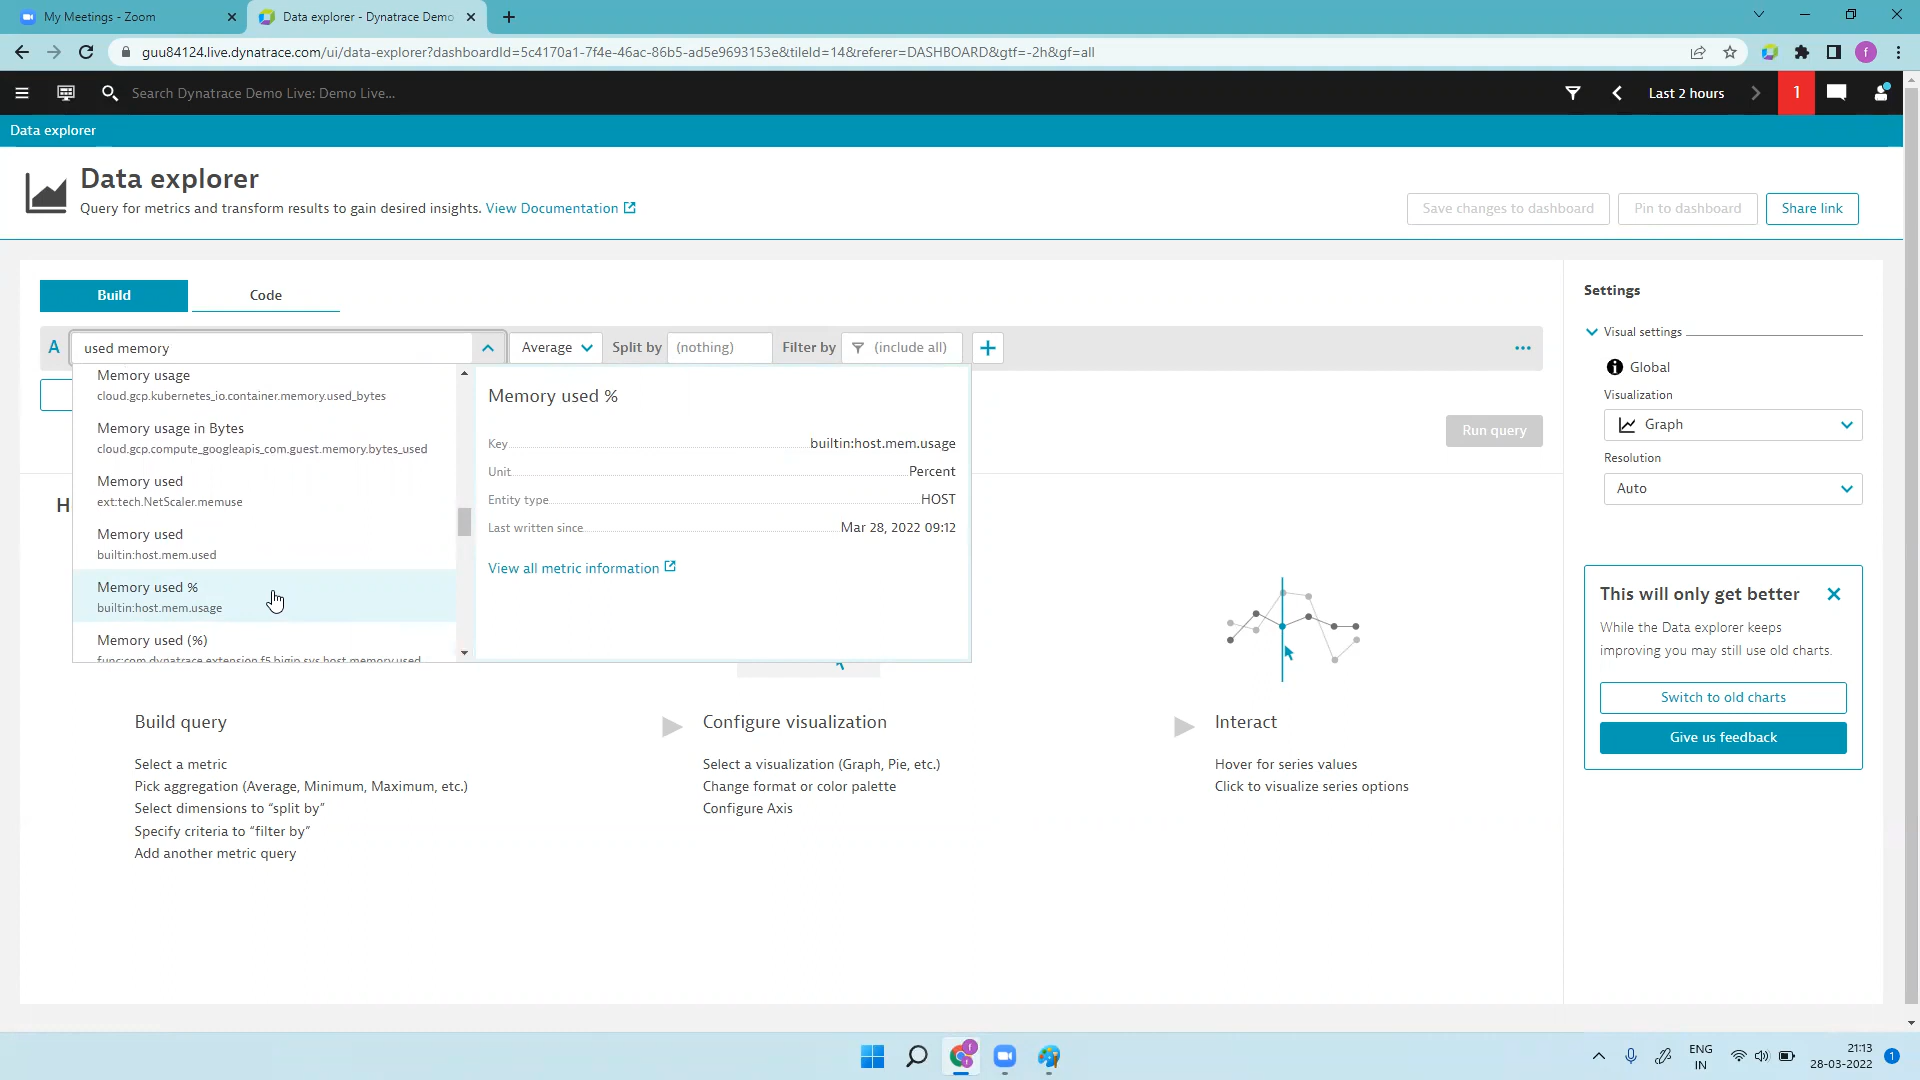 My Meetings - Zoom
Data explorer - Dynatrace Demo
guu84124.live.dynatrace.com/ui/data-explorer?dashboardId=5c4170a1-7f4e-46ac-86b5-ad5e9693153e&tileId=14&referer=DASHBOARD&gtf=-2h&gf=all
f
Search Dynatrace Demo Live: Demo Live...
Last 2 hours
1
Data explorer
Data explorer
Query for metrics and transform results to gain desired insights. View Documentation
Save changes to dashboard
Pin to dashboard
Share link
Build
Code
A
used memory
Average
Split by
(nothing)
Filter by
(include all)
Run query
Memory usage
cloud.gcp.kubernetes_io.container.memory.used_bytes
Memory usage in Bytes
cloud.gcp.compute_googleapis_com.guest.memory.bytes_used
Memory used
ext:tech.NetScaler.memuse
Memory used
builtin:host.mem.used
Memory used %
builtin:host.mem.usage
Memory used (%)
func:com.dynatrace.extension.f5.bigip.sys.host.memory.used
H
Memory used %
Key builtin:host.mem.usage
Unit Percent
Entity type HOST
Last written since Mar 28, 2022 09:12
View all metric information
Build query
Select a metric
Pick aggregation (Average, Minimum, Maximum, etc.)
Select dimensions to “split by”
Specify criteria to “filter by”
Add another metric query
Configure visualization
Select a visualization (Graph, Pie, etc.)
Change format or color palette
Configure Axis
Interact
Hover for series values
Click to visualize series options
Settings
Visual settings
Global
Visualization
Graph
Resolution
Auto
This will only get better
While the Data explorer keeps
improving you may still use old charts.
Switch to old charts
Give us feedback
ENG
IN
21:13
28-03-2022
1